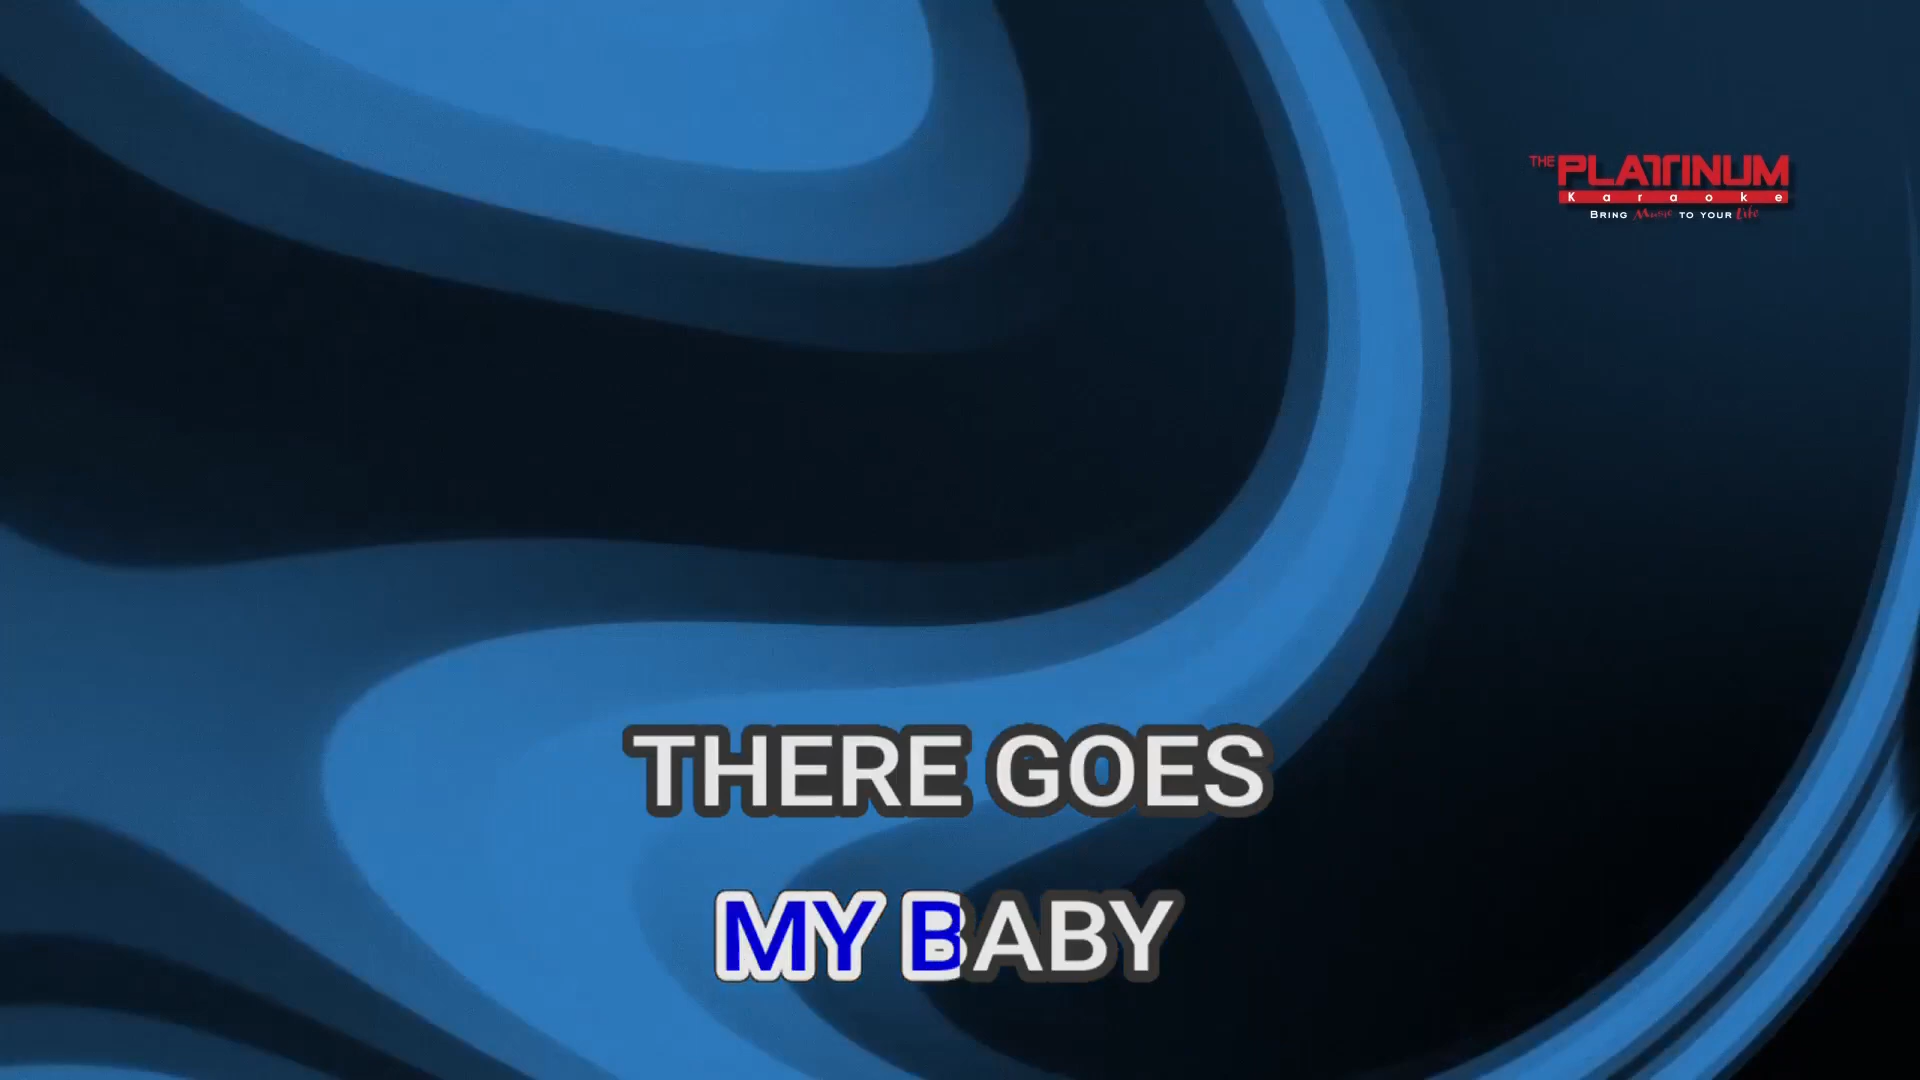 THE PLATINUM
Karaoke
BRING Music TO YOUR Life
THERE GOES
MY BABY